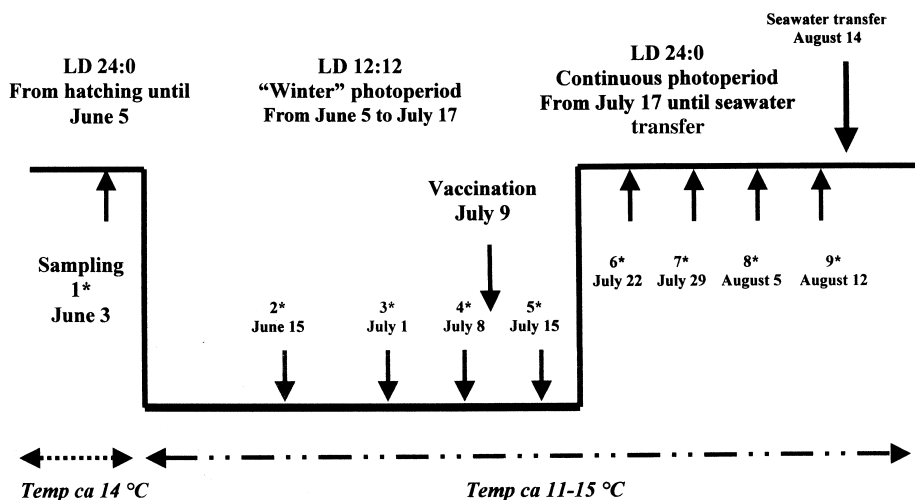 Seawater transfer
August 14
LD 24:0
From hatching until
June 5
LD 12:12
“Winter” photoperiod
From June 5 to July 17
LD 24:0
Continuous photoperiod
From July 17 until seawater
transfer
Vaccination
July 9
Sampling
1*
June 3
2*
June 15
3*
July 1
4*
July 8
5*
July 15
6*
July 22
7*
July 29
8*
August 5
9*
August 12
Temp ca 14 °C
Temp ca 11-15 °C